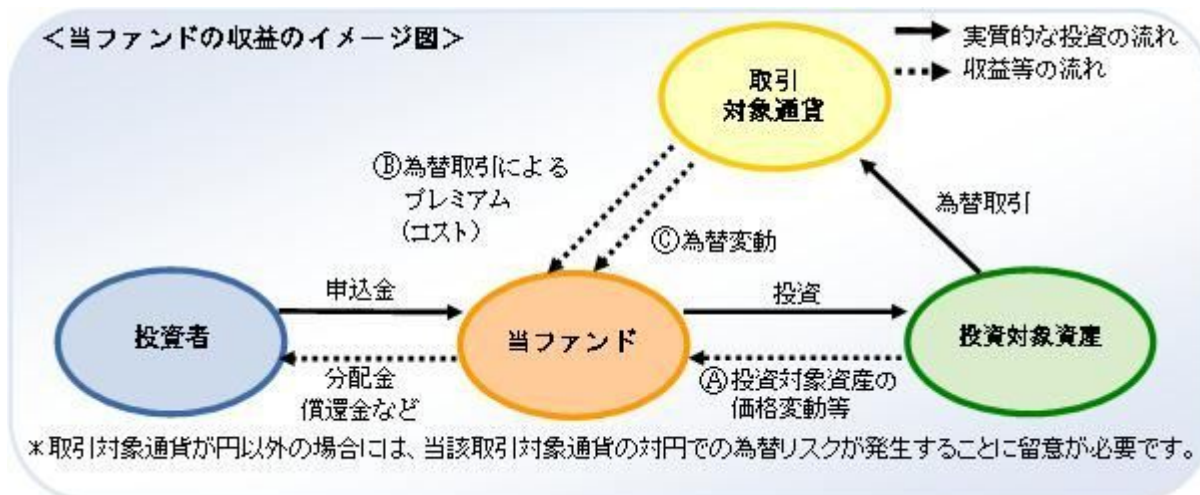 ＜当ファンドの収益のイメージ図＞
実質的な投資の流れ
収益等の流れ
取引
対象通貨
Ⓑ為替取引による
プレミアム
(コスト)
Ⓒ為替変動
為替取引
申込金
投資
投資者
当ファンド
投資対象資産
分配金
償還金など
Ⓐ投資対象資産の
価格変動等
＊取引対象通貨が円以外の場合には、当該取引対象通貨の対円での為替リスクが発生することに留意が必要です。